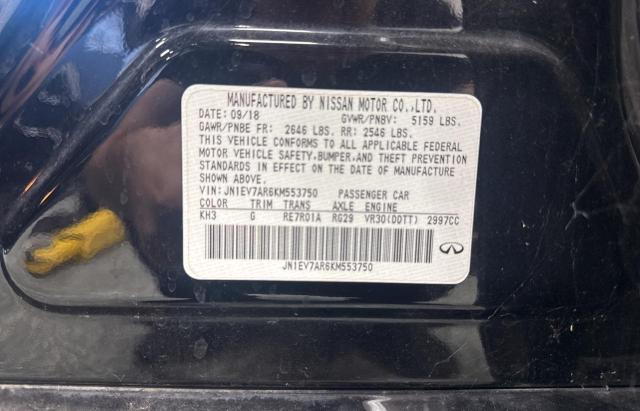 MANUFACTURED BY NISSAN MOTOR CO.,LTD.
DATE: 09/18 GVWR/PNBV: 5159 LBS.
GAWR/PNBE FR: 2646 LBS. RR: 2546 LBS.
THIS VEHICLE CONFORMS TO ALL APPLICABLE FEDERAL
MOTOR VEHICLE SAFETY,BUMPER,AND THEFT PREVENTION
STANDARDS IN EFFECT ON THE DATE OF MANUFACTURE
SHOWN ABOVE.
VIN: JN1EV7AR6KM553750 PASSENGER CAR
COLOR TRIM TRANS AXLE ENGINE
KH3 G RE7R01A RG29 VR30(DDTT) 2997CC
JN1EV7AR6KM553750